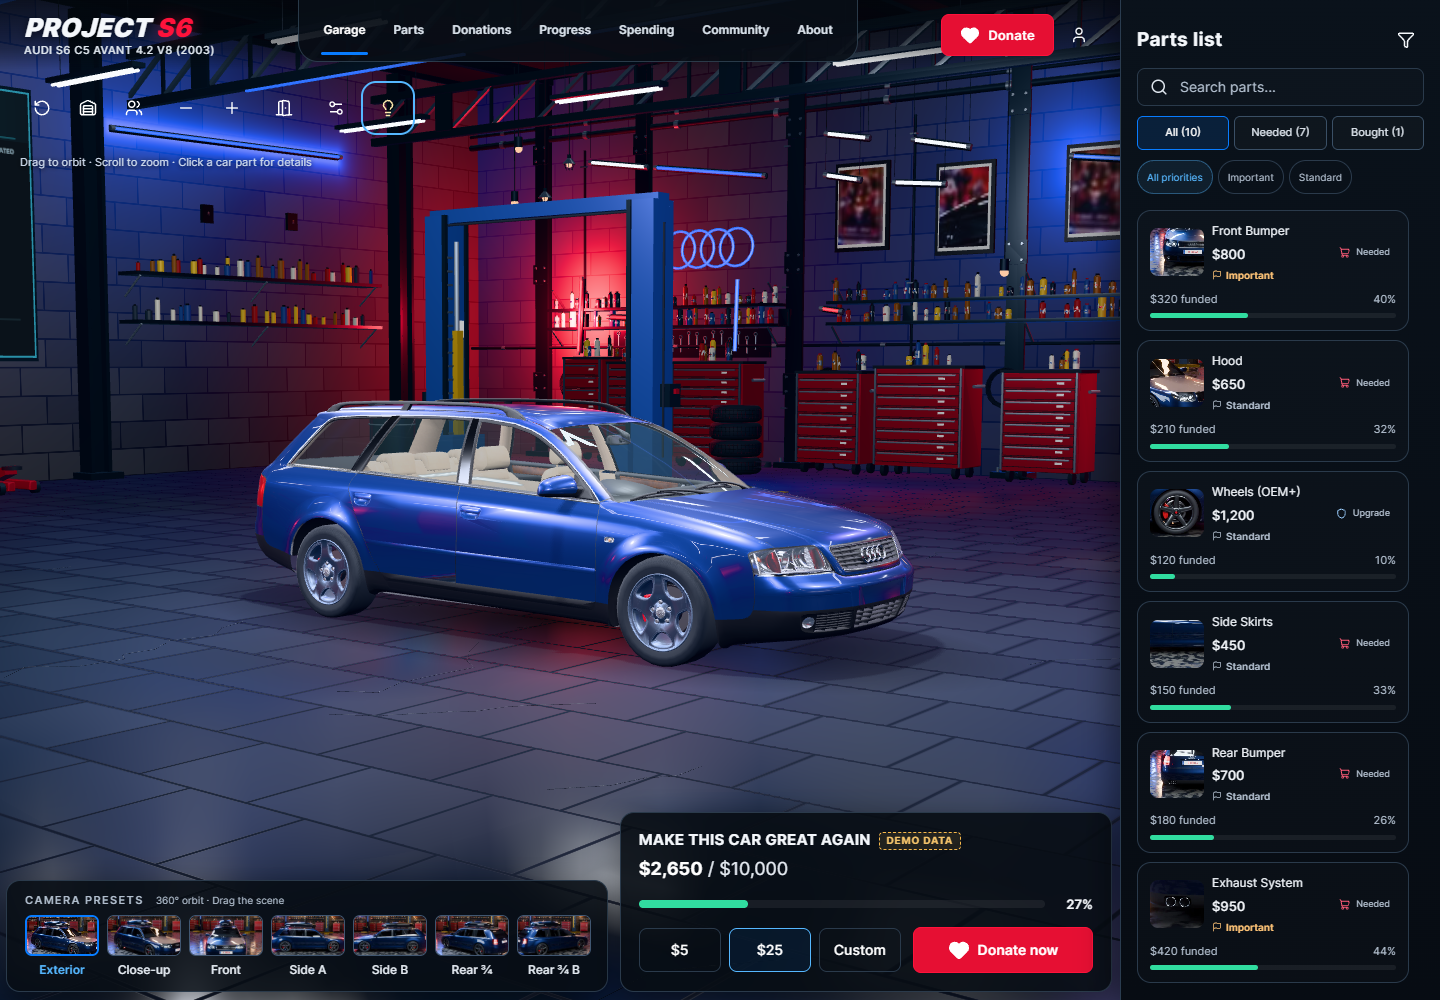 PROJECT S6
AUDI S6 C5 AVANT 4.2 V8 (2003)
Garage
Parts
Donations
Progress
Spending
Community
About
Donate
Drag to orbit · Scroll to zoom · Click a car part for details
Parts list
Search parts...
All (10)
Needed (7)
Bought (1)
All priorities
Important
Standard
Front Bumper
$800
Needed
Important
$320 funded
40%
Hood
$650
Needed
Standard
$210 funded
32%
Wheels (OEM+)
$1,200
Upgrade
Standard
$120 funded
10%
Side Skirts
$450
Needed
Standard
$150 funded
33%
Rear Bumper
$700
Needed
Standard
$180 funded
26%
Exhaust System
$950
Needed
Important
$420 funded
44%
MAKE THIS CAR GREAT AGAIN
DEMO DATA
$2,650 / $10,000
27%
$5
$25
Custom
Donate now
CAMERA PRESETS
360° orbit · Drag the scene
Exterior
Close-up
Front
Side A
Side B
Rear ¾
Rear ¾ B